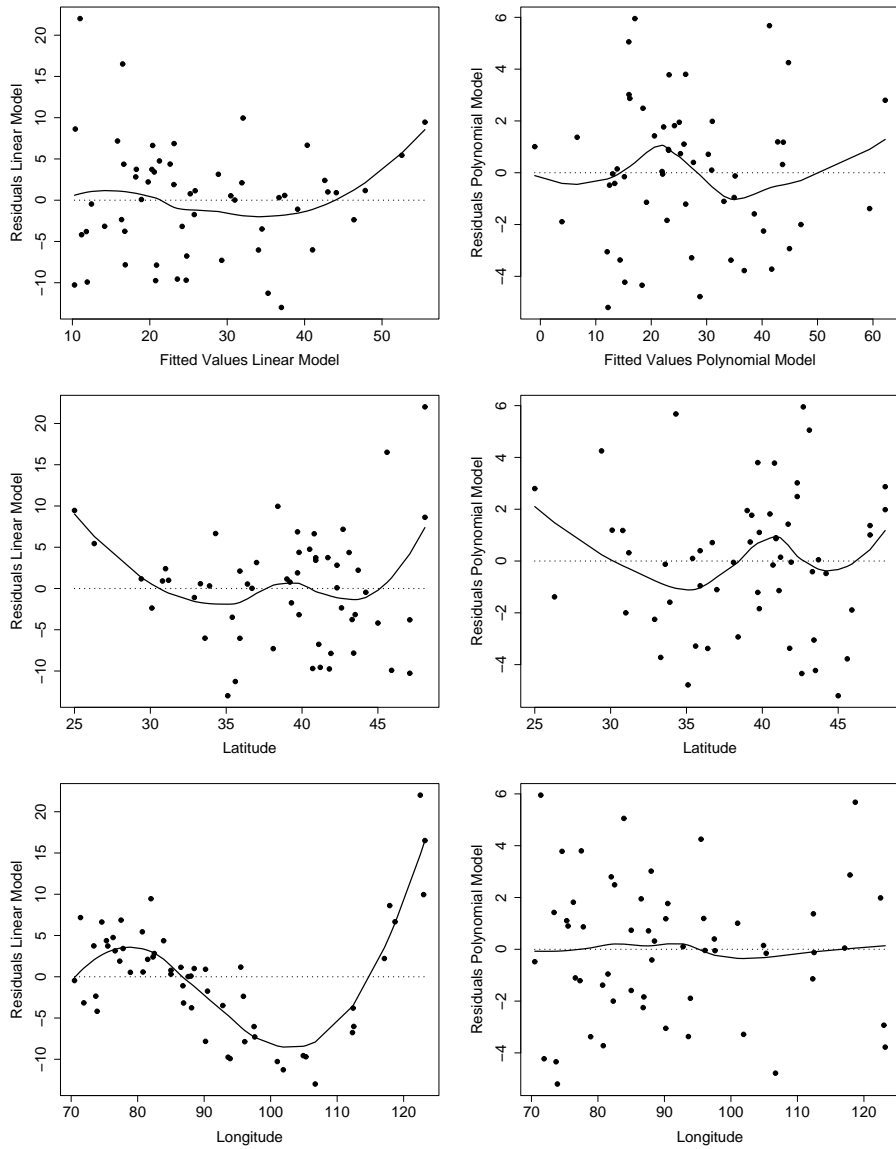 Residuals Linear Model
20
15
10
5
0
−5
−10
10 20 30 40 50
Fitted Values Linear Model
Residuals Polynomial Model
6
4
2
0
−2
−4
0 10 20 30 40 50 60
Fitted Values Polynomial Model
Residuals Linear Model
20
15
10
5
0
−5
−10
25 30 35 40 45
Latitude
Residuals Polynomial Model
6
4
2
0
−2
−4
25 30 35 40 45
Latitude
Residuals Linear Model
20
15
10
5
0
−5
−10
70 80 90 100 110 120
Longitude
Residuals Polynomial Model
6
4
2
0
−2
−4
70 80 90 100 110 120
Longitude